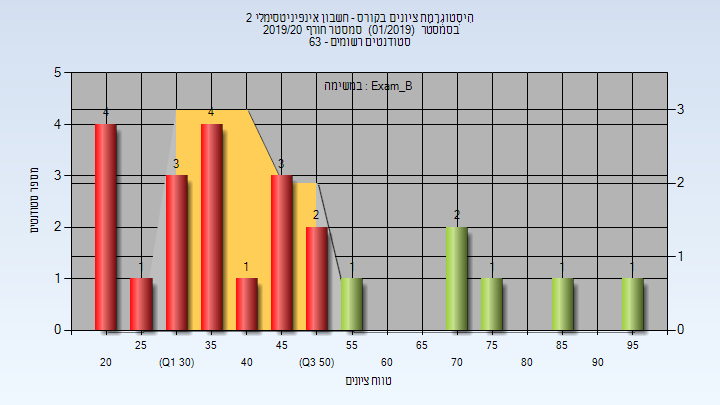 היסטוגרמת ציונים בקורס - חשבון אינפיניטסימלי 2
בסמסטר (01/2019) סמסטר חורף 2019/20
סטודנטים רשומים - 63
במשימה : Exam_B
מספר סטודנטים
5
4
3
2
1
0
3
2
1
0
4
1
3
4
1
3
2
1
2
1
1
1
25 35 45 55 65 75 85 95
20 (Q1 30) 40 (Q3 50) 60 70 80 90
טווח ציונים